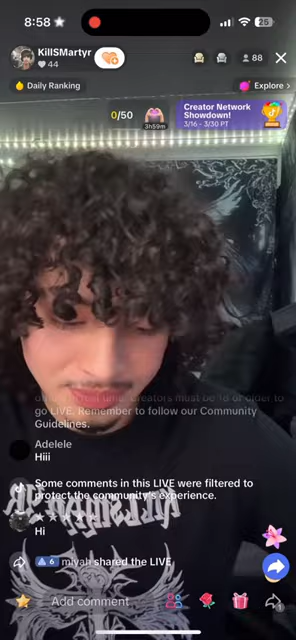 8:58
25
KillSMartyr
44
88
Daily Ranking
Explore >
0/50
3h59m
Creator Network
Showdown!
3/16 - 3/30 PT
Creators must be 18 or older to
go LIVE. Remember to follow our Community
Guidelines.
Adelele
Hiii
Some comments in this LIVE were filtered to
protect the community's experience.
Hi
6 miyah shared the LIVE
Add comment
1